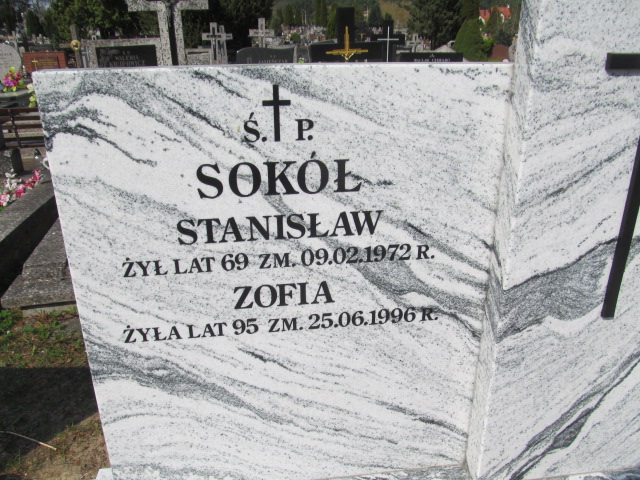 Ś. P.
SOKÓŁ
STANISŁAW
ŻYŁ LAT 69 ZM. 09.02.1972 R.
ZOFIA
ŻYŁA LAT 95 ZM. 25.06.1996 R.